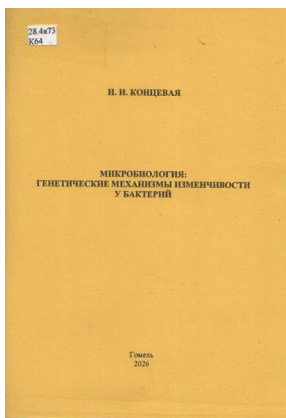 28.4я73
К64
И. И. КОНЦЕВАЯ
МИКРОБИОЛОГИЯ:
ГЕНЕТИЧЕСКИЕ МЕХАНИЗМЫ ИЗМЕНЧИВОСТИ
У БАКТЕРИЙ
Гомель
2026